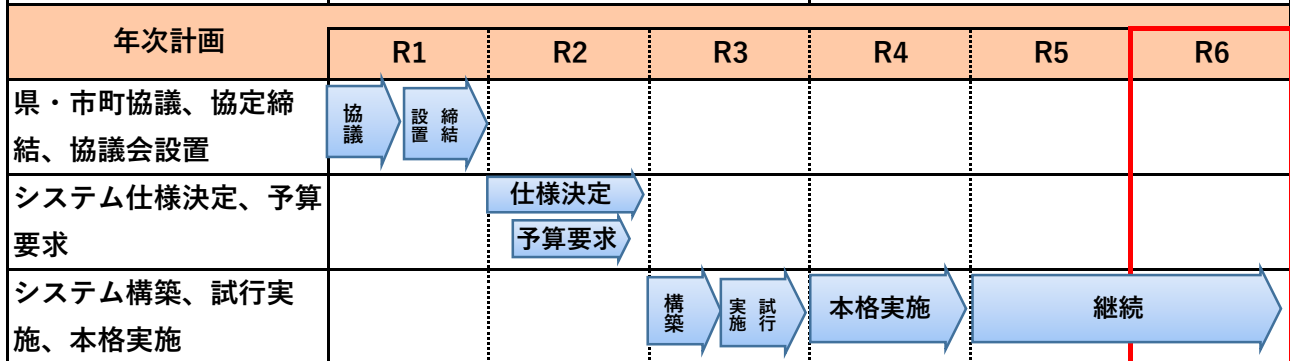 年次計画
R1 R2 R3 R4 R5 R6
県・市町協議、協定締
結、協議会設置
協議
締結
設置
システム仕様決定、予算
要求
仕様決定
予算要求
システム構築、試行実
施、本格実施
構築
試行
実施
本格実施
継続